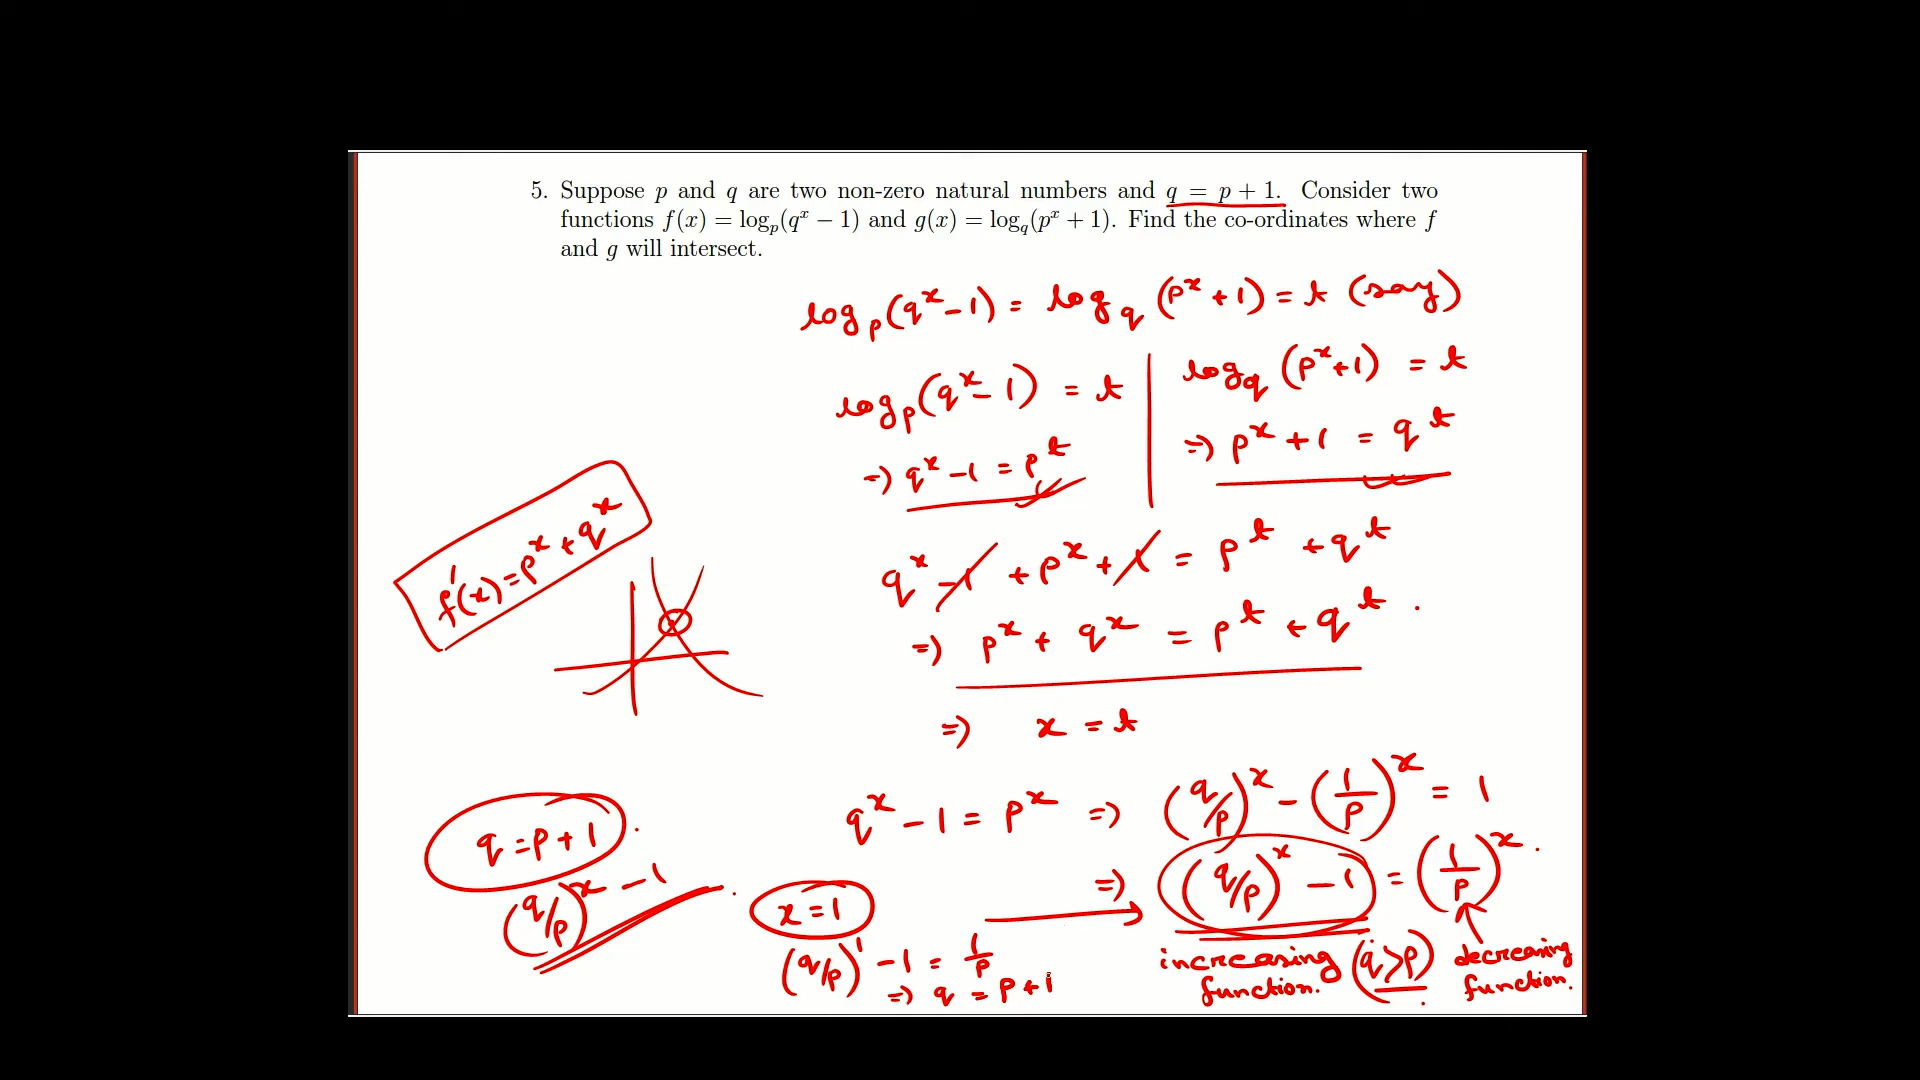 5. Suppose p and q are two non-zero natural numbers and q = p + 1. Consider two
functions f(x) = log_p(q^x − 1) and g(x) = log_q(p^x + 1). Find the co-ordinates where f
and g will intersect.
log_p(q^x − 1) = log_q (p^x + 1) = t (say)
log_p(q^x − 1) = t
⇒ q^x − 1 = p^t
log_q (p^x + 1) = t
⇒ p^x + 1 = q^t
f'(x) = p^x + q^x
q^x − 1 + p^x + 1 = p^t + q^t
⇒ p^x + q^x = p^t + q^t .
⇒ x = t
q^x − 1 = p^x ⇒ (q/p)^x − (1/p)^x = 1
⇒ (q/p)^x − 1 = (1/p)^x .
increasing function. (q > p) .
decreasing function.
q = p + 1 .
(q/p)^x − 1 .
x = 1
(q/p)^1 − 1 = 1/p
⇒ q = p + 1